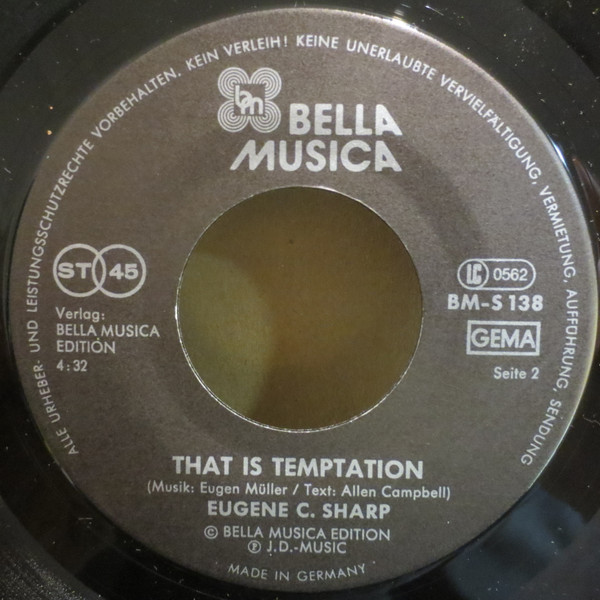 ALLE URHEBER- UND LEISTUNGSSCHUTZRECHTE VORBEHALTEN. KEIN VERLEIH! KEINE UNERLAUBTE VERVIELFÄLTIGUNG, VERMIETUNG, AUFFÜHRUNG, SENDUNG
bm
BELLA
MUSICA
ST 45
LC 0562
BM-S 138
GEMA
Seite 2
Verlag:
BELLA MUSICA
EDITION
4:32
THAT IS TEMPTATION
(Musik: Eugen Müller / Text: Allen Campbell)
EUGENE C. SHARP
© BELLA MUSICA EDITION
℗ J.D.-MUSIC
MADE IN GERMANY